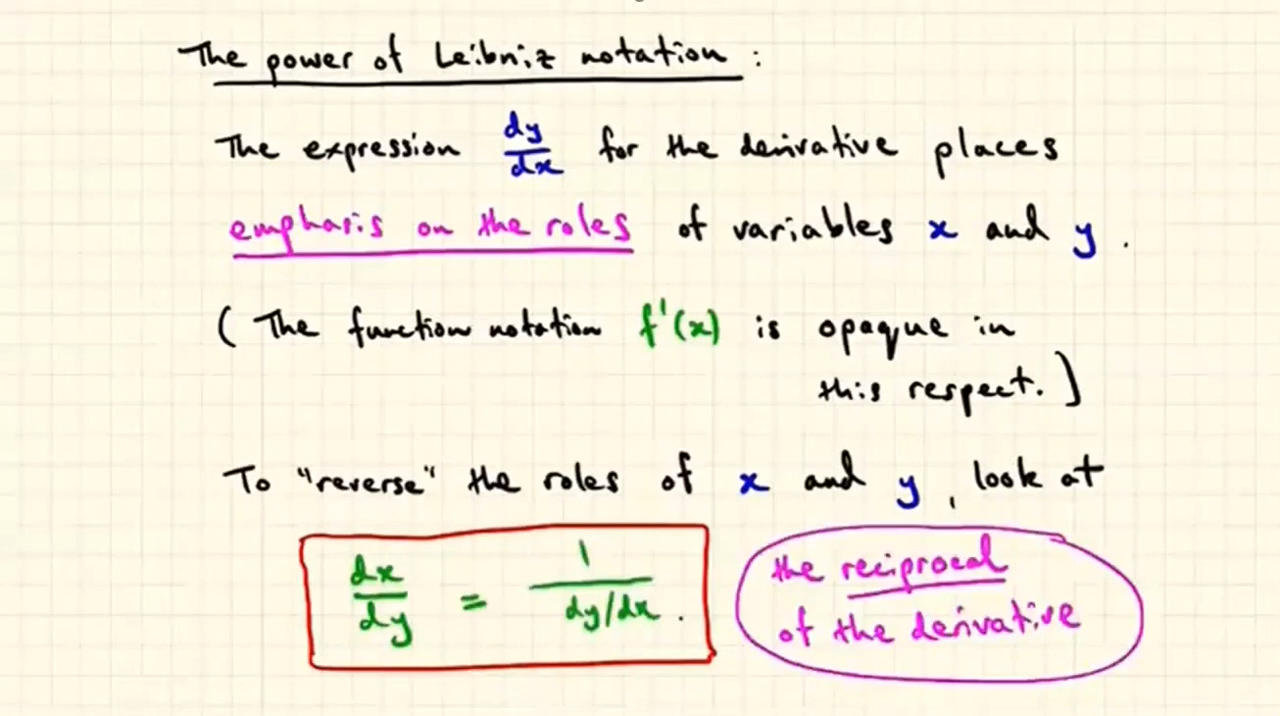 The power of Leibniz notation :
The expression dy/dx for the derivative places
emphasis on the roles of variables x and y .
( The function notation f'(x) is opaque in
this respect. )
To "reverse" the roles of x and y , look at
dx/dy = 1/(dy/dx) .
the reciprocal
of the derivative